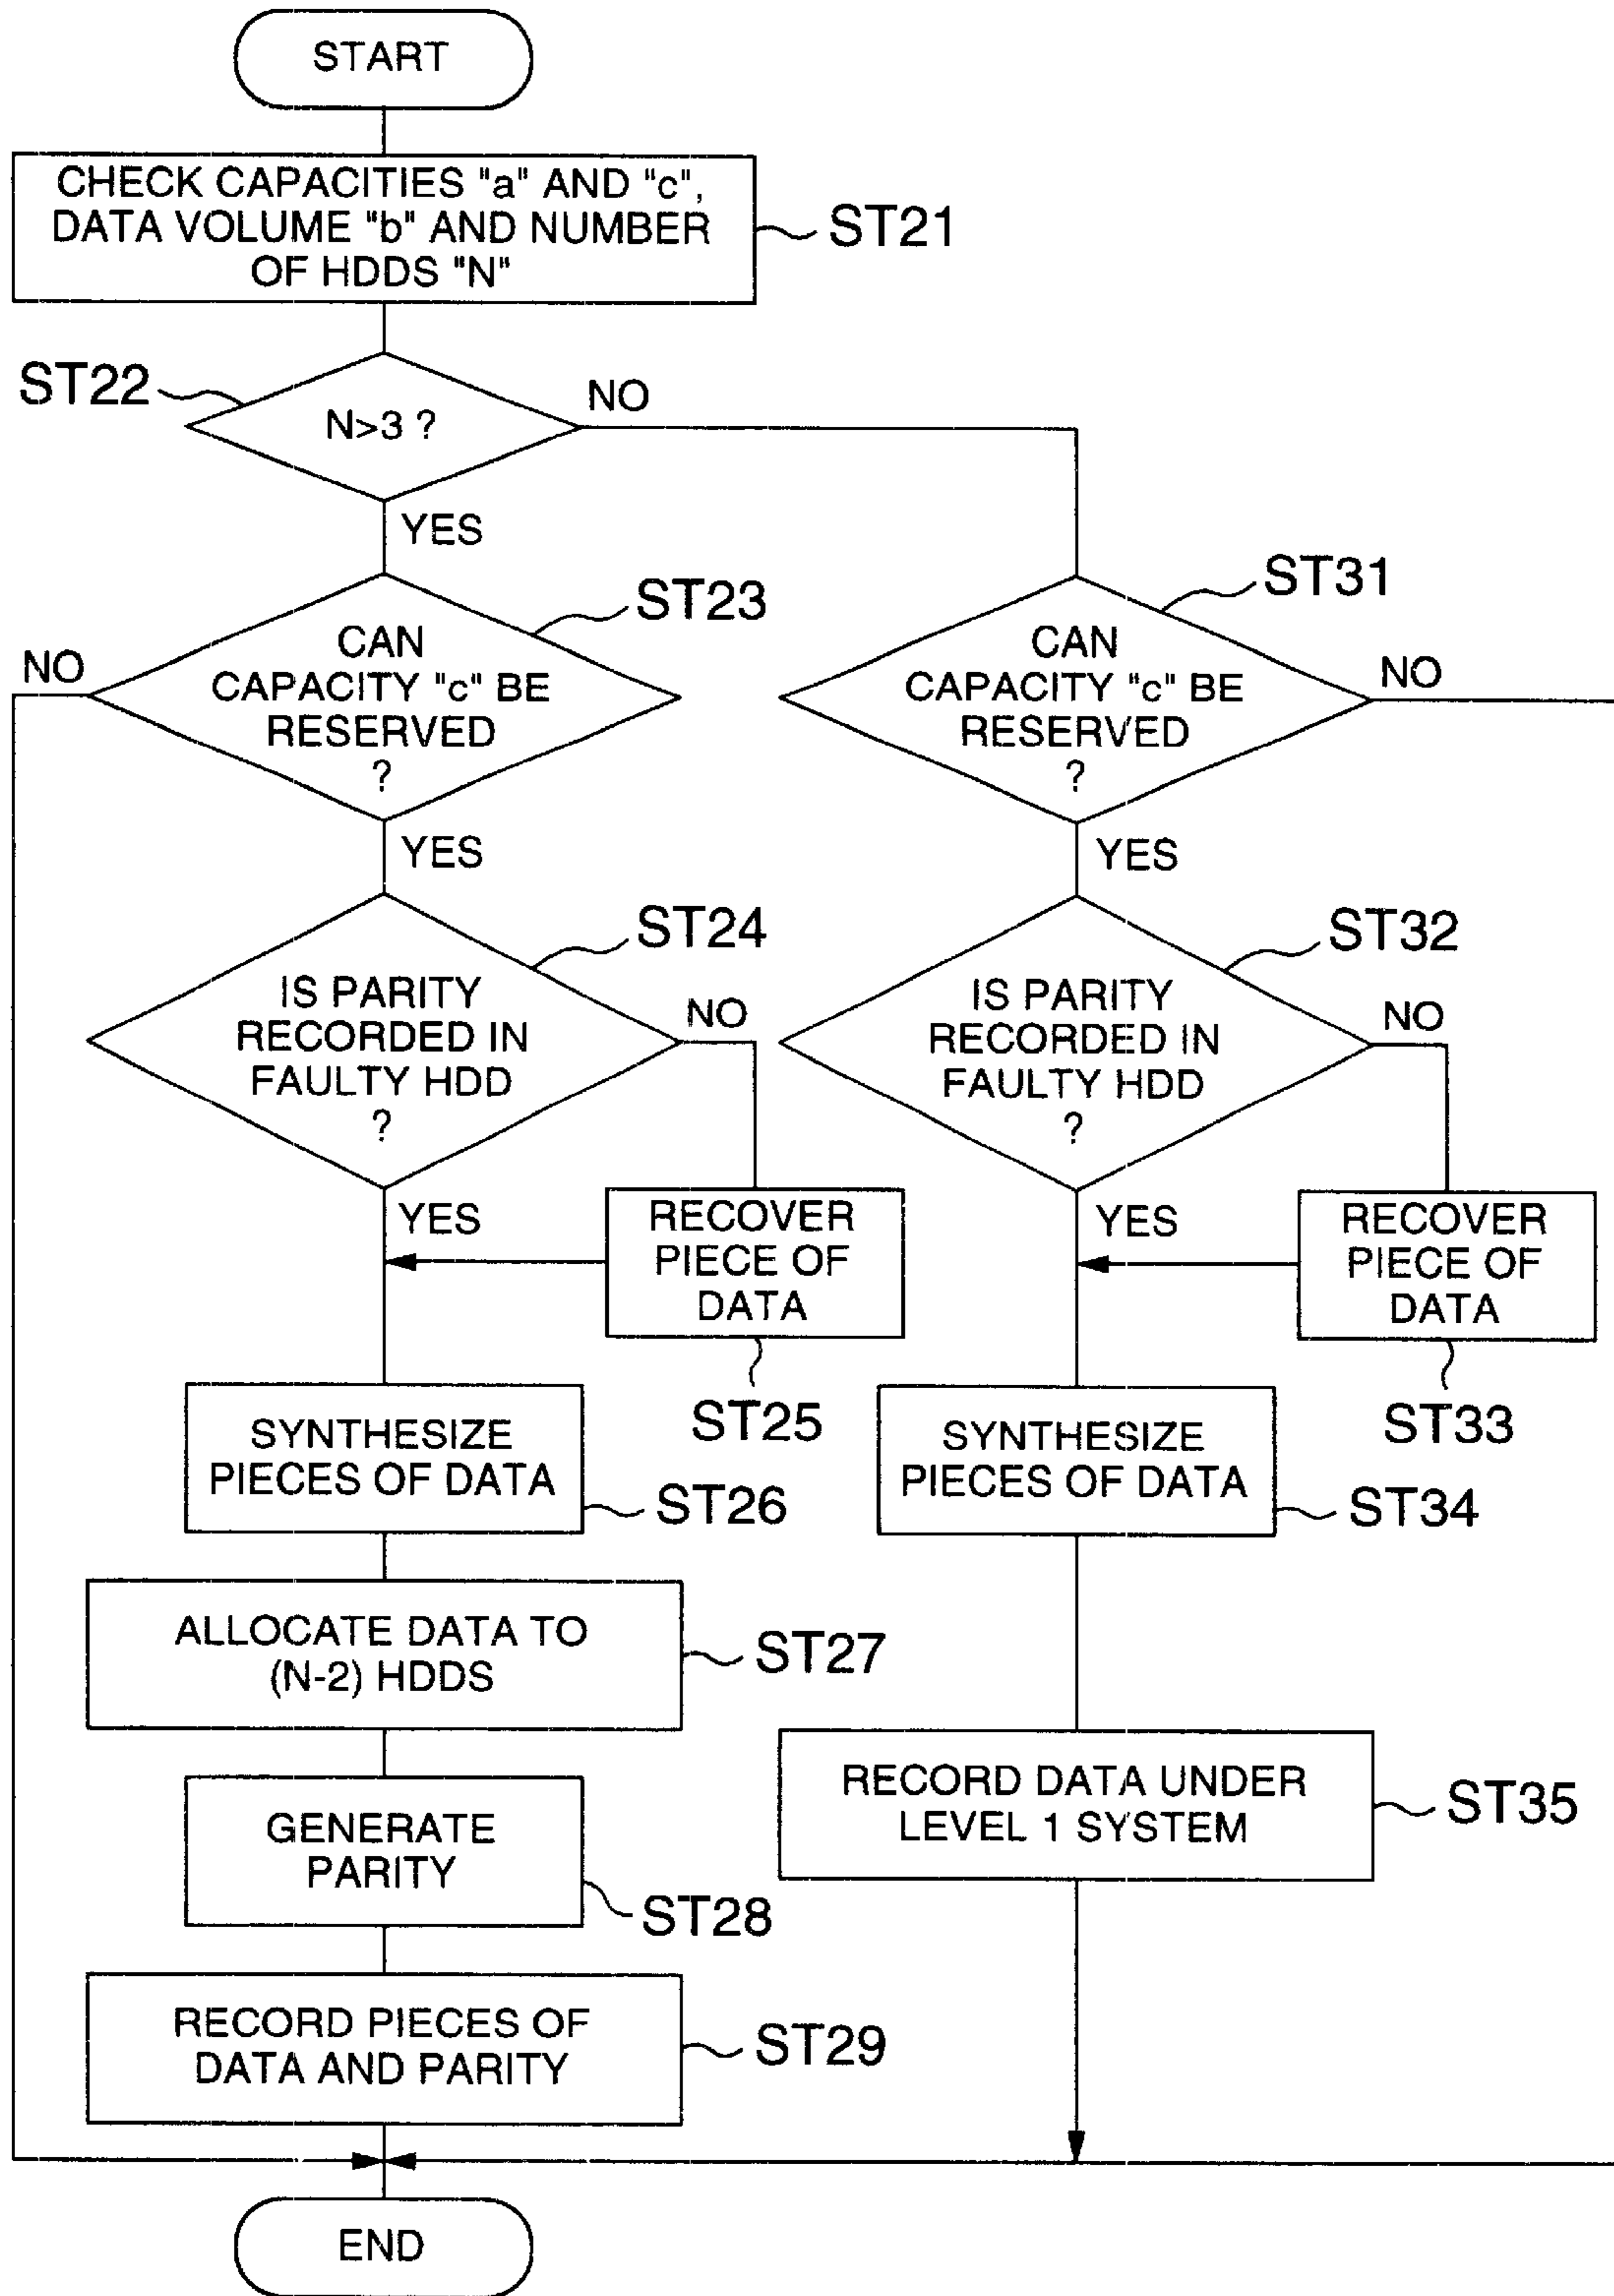 START
CHECK CAPACITIES "a" AND "c",
DATA VOLUME "b" AND NUMBER
OF HDDS "N"
ST21
ST22
N>3 ?
NO
YES
ST23
CAN
CAPACITY "c" BE
RESERVED
?
NO
YES
ST31
CAN
CAPACITY "c" BE
RESERVED
?
NO
YES
ST24
IS PARITY
RECORDED IN
FAULTY HDD
?
NO
YES
RECOVER
PIECE OF
DATA
ST25
ST32
IS PARITY
RECORDED IN
FAULTY HDD
?
NO
YES
RECOVER
PIECE OF
DATA
ST33
SYNTHESIZE
PIECES OF DATA
ST26
SYNTHESIZE
PIECES OF DATA
ST34
ALLOCATE DATA TO
(N-2) HDDS
ST27
RECORD DATA UNDER
LEVEL 1 SYSTEM
ST35
GENERATE
PARITY
ST28
RECORD PIECES OF
DATA AND PARITY
ST29
END